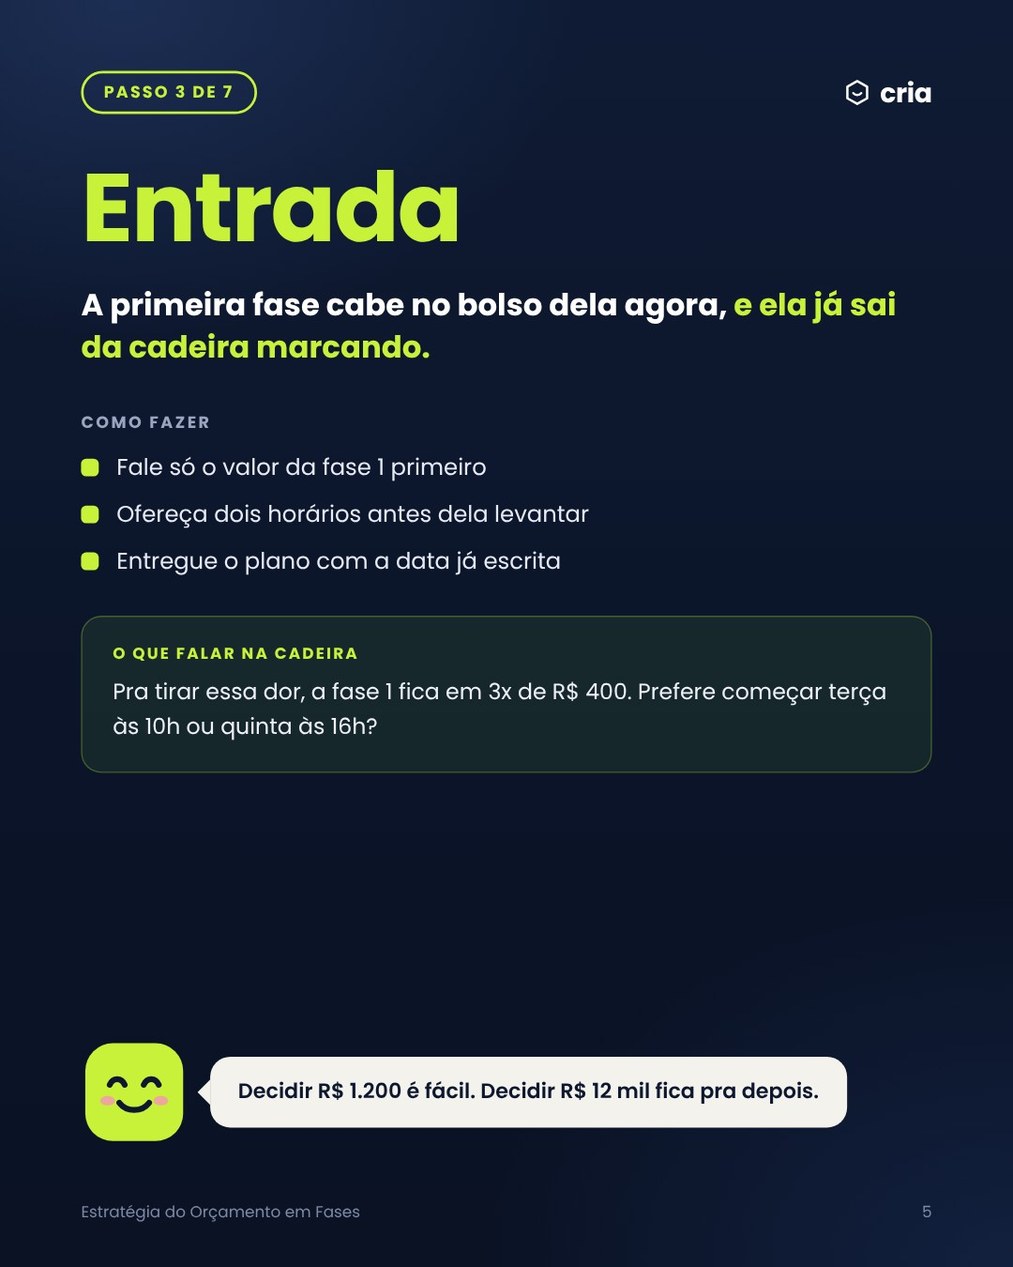 PASSO 3 DE 7
cria
Entrada
A primeira fase cabe no bolso dela agora, e ela já sai
da cadeira marcando.
COMO FAZER
Fale só o valor da fase 1 primeiro
Ofereça dois horários antes dela levantar
Entregue o plano com a data já escrita
O QUE FALAR NA CADEIRA
Pra tirar essa dor, a fase 1 fica em 3x de R$ 400. Prefere começar terça
às 10h ou quinta às 16h?
Decidir R$ 1.200 é fácil. Decidir R$ 12 mil fica pra depois.
Estratégia do Orçamento em Fases
5